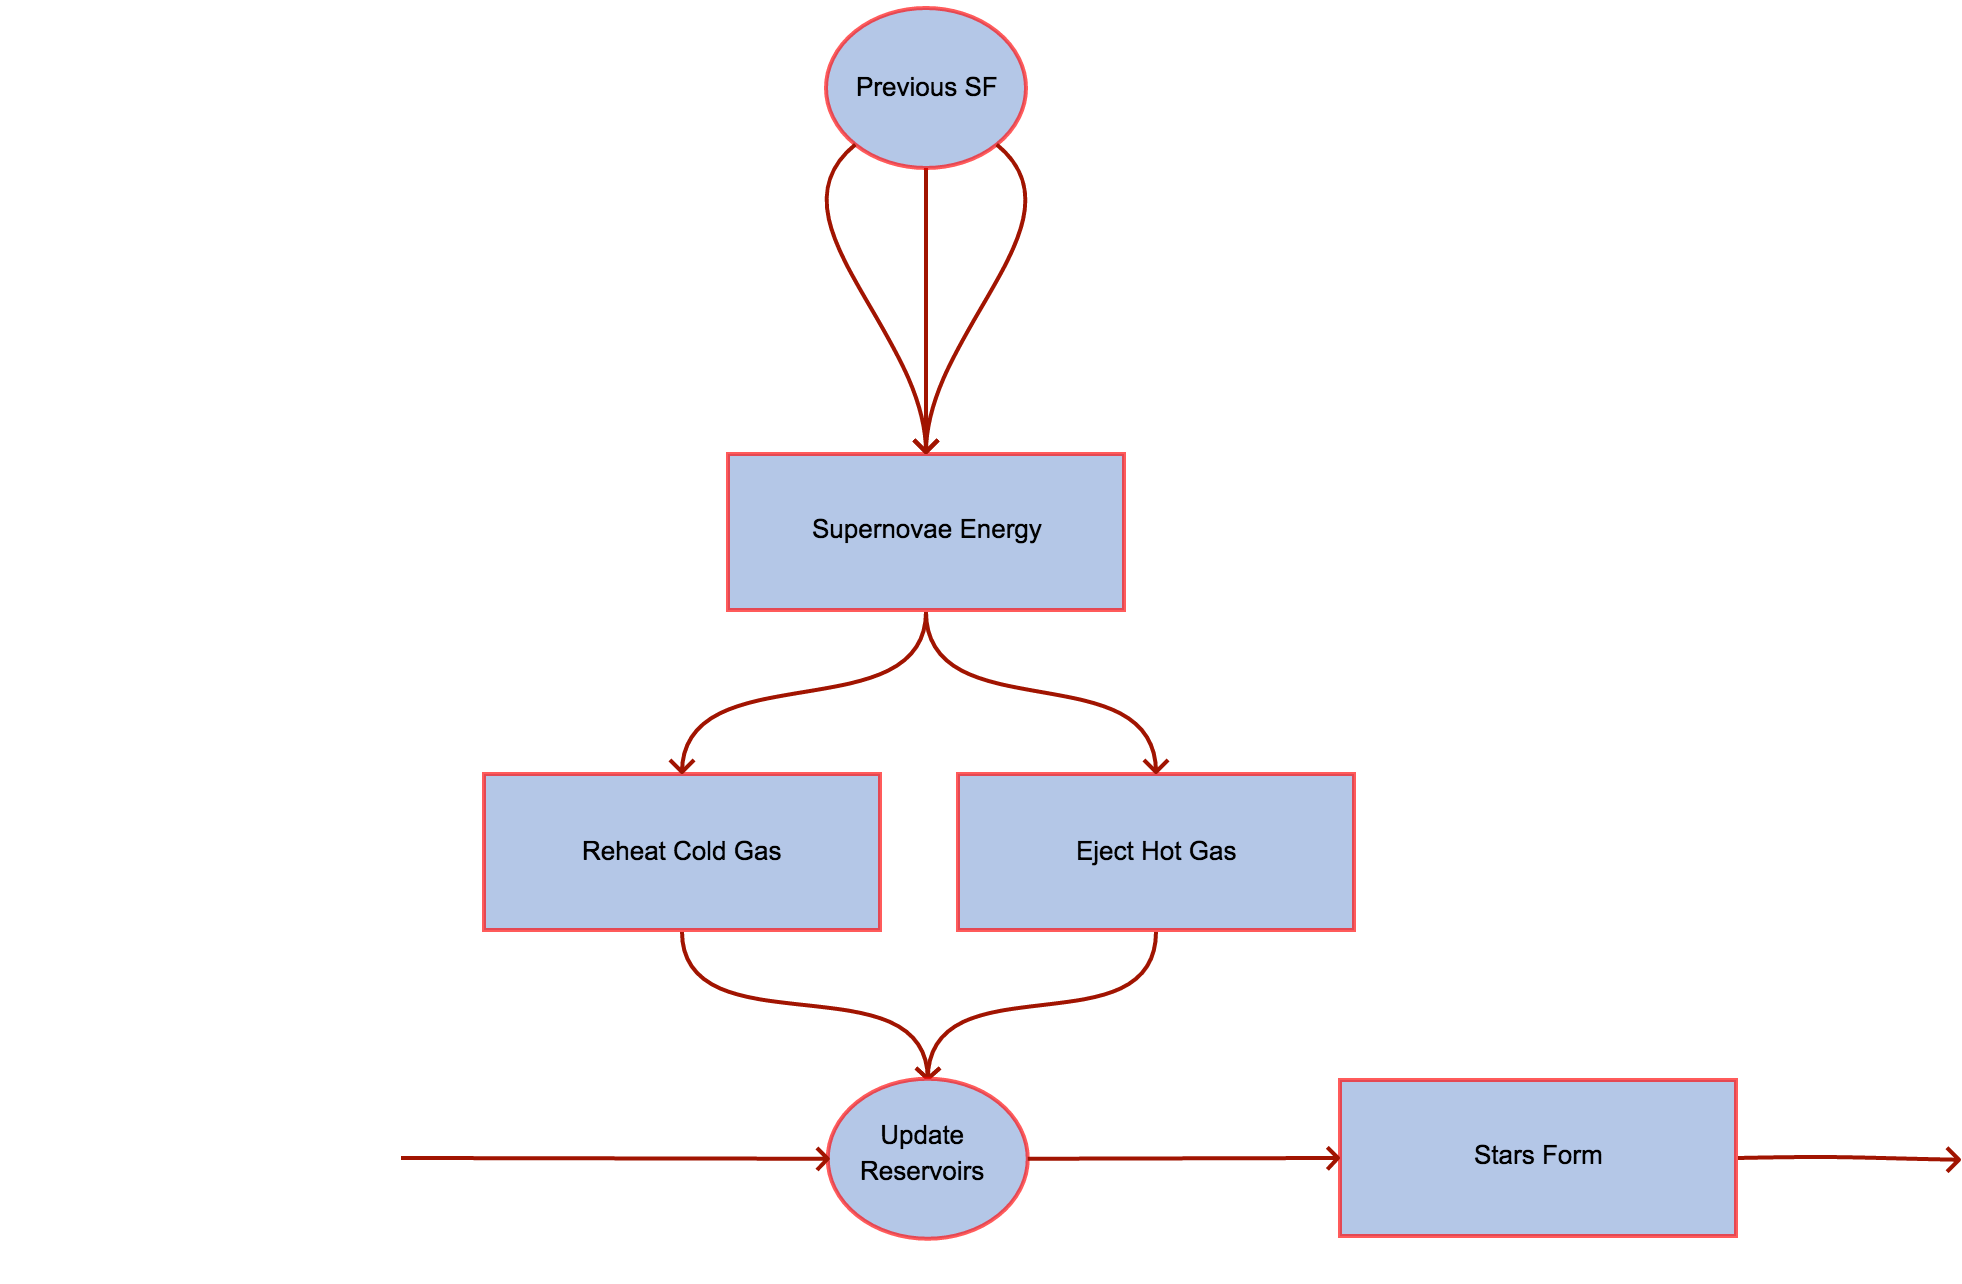 Previous SF
Supernovae Energy
Reheat Cold Gas
Eject Hot Gas
Update
Reservoirs
Stars Form